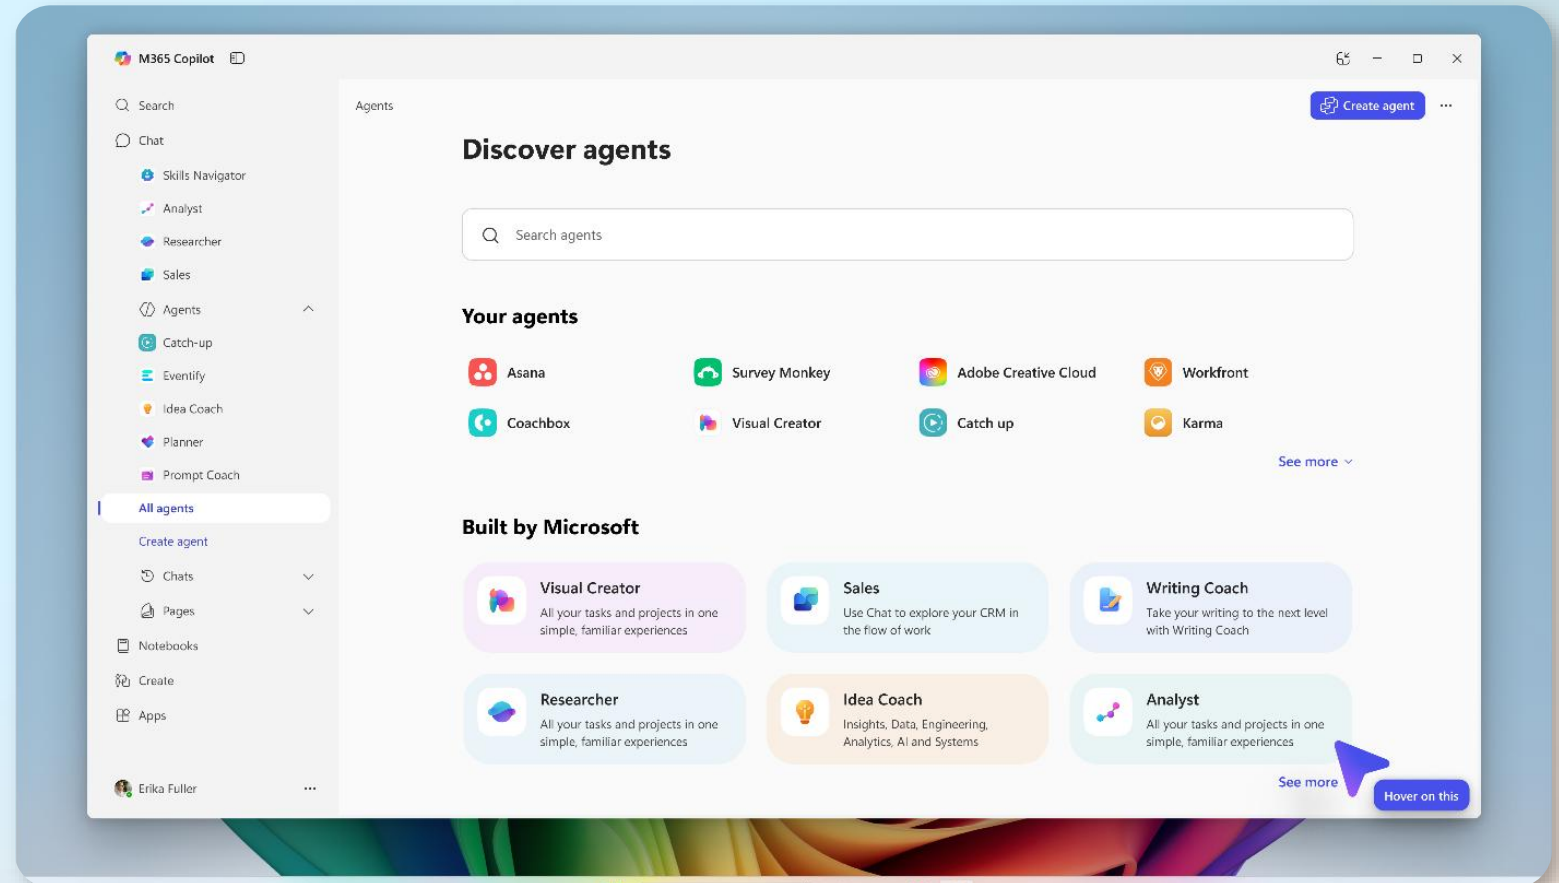 M365 Copilot
Search
Chat
Skills Navigator
Analyst
Researcher
Sales
Agents
Catch-up
Eventify
Idea Coach
Planner
Prompt Coach
All agents
Create agent
Chats
Pages
Notebooks
Create
Apps
Erika Fuller
Agents
Create agent
Discover agents
Search agents
Your agents
Asana
Survey Monkey
Adobe Creative Cloud
Workfront
Coachbox
Visual Creator
Catch up
Karma
See more
Built by Microsoft
Visual Creator
All your tasks and projects in one
simple, familiar experiences
Sales
Use Chat to explore your CRM in
the flow of work
Writing Coach
Take your writing to the next level
with Writing Coach
Researcher
All your tasks and projects in one
simple, familiar experiences
Idea Coach
Insights, Data, Engineering,
Analytics, AI and Systems
Analyst
All your tasks and projects in one
simple, familiar experiences
See more
Hover on this